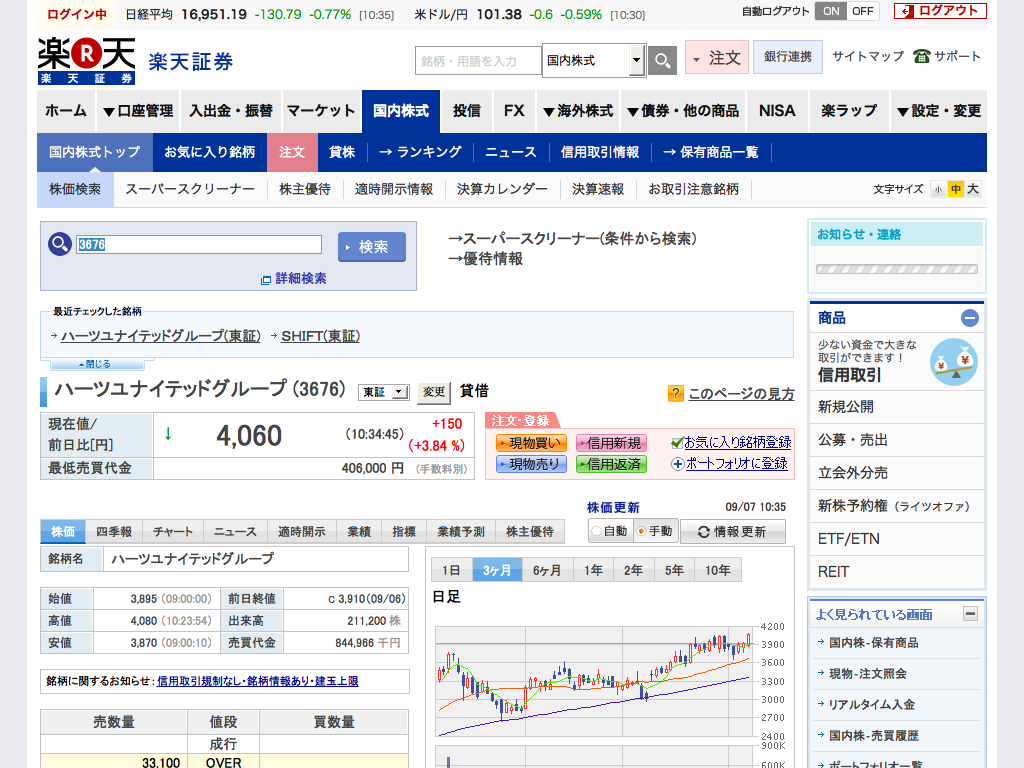 ログイン中 日経平均 16,951.19 -130.79 -0.77% [10:35] 米ドル/円 101.38 -0.6 -0.59% [10:30] 自動ログアウト ON OFF ログアウト
楽R天 楽天証券 銘柄・用語を入力 国内株式 注文 銀行連携 サイトマップ サポート
楽天証券
ホーム ▼口座管理 入出金・振替 マーケット 国内株式 投信 FX ▼海外株式 ▼債券・他の商品 NISA 楽ラップ ▼設定・変更
国内株式トップ お気に入り銘柄 注文 貸株 → ランキング ニュース 信用取引情報 → 保有商品一覧
株価検索 スーパースクリーナー 株主優待 適時開示情報 決算カレンダー 決算速報 お取引注意銘柄 文字サイズ 小 中 大
3676 検索
詳細検索
→スーパースクリーナー(条件から検索)
→優待情報
お知らせ・連絡
最近チェックした銘柄
→ハーツユナイテッドグループ(東証) →SHIFT(東証)
▲閉じる
ハーツユナイテッドグループ (3676) 東証 変更 貸借 ? このページの見方
現在値/前日比[円] ↓ 4,060 (10:34:45) +150 (+3.84 %)
最低売買代金 406,000 円 (手数料別)
注文・登録
現物買い 信用新規 お気に入り銘柄登録
現物売り 信用返済 ポートフォリオに登録
株価更新 09/07 10:35
自動 手動 情報更新
株価 四季報 チャート ニュース 適時開示 業績 指標 業績予測 株主優待
銘柄名 ハーツユナイテッドグループ
始値 3,895 (09:00:00) 前日終値 C 3,910(09/06)
高値 4,080 (10:23:54) 出来高 211,200 株
安値 3,870 (09:00:10) 売買代金 844,966 千円
銘柄に関するお知らせ: 信用取引規制なし・銘柄情報あり・建玉上限
売数量 値段 買数量
成行
33,100 OVER
1日 3ヶ月 6ヶ月 1年 2年 5年 10年
日足
4200
3900
3600
3300
3000
2700
2400
900K
600K
商品
少ない資金で大きな
取引ができます！
信用取引
新規公開
公募・売出
立会外分売
新株予約権 (ライツオファ)
ETF/ETN
REIT
よく見られている画面
→ 国内株-保有商品
→ 現物-注文照会
→ リアルタイム入金
→ 国内株-売買履歴
→ ポートフォリオ一覧